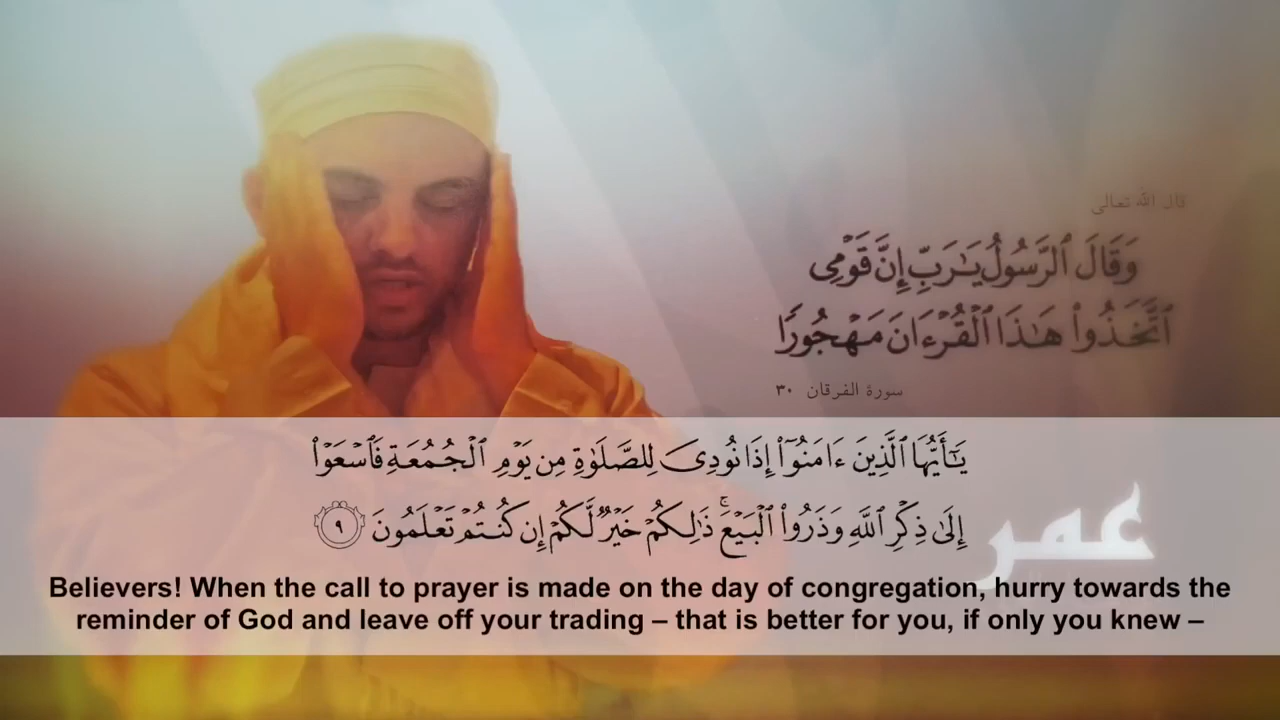 قال الله تعالى
وَقَالَ ٱلرَّسُولُ يَـٰرَبِّ إِنَّ قَوْمِى
ٱتَّخَذُوا۟ هَـٰذَا ٱلْقُرْءَانَ مَهْجُورًا
سورة الفرقان ٣٠
يَـٰٓأَيُّهَا ٱلَّذِينَ ءَامَنُوٓا۟ إِذَا نُودِىَ لِلصَّلَوٰةِ مِن يَوْمِ ٱلْجُمُعَةِ فَٱسْعَوْا۟
إِلَىٰ ذِكْرِ ٱللَّهِ وَذَرُوا۟ ٱلْبَيْعَ ۚ ذَٰلِكُمْ خَيْرٌ لَّكُمْ إِن كُنتُمْ تَعْلَمُونَ ٩
عمر
Believers! When the call to prayer is made on the day of congregation, hurry towards the
reminder of God and leave off your trading – that is better for you, if only you knew –